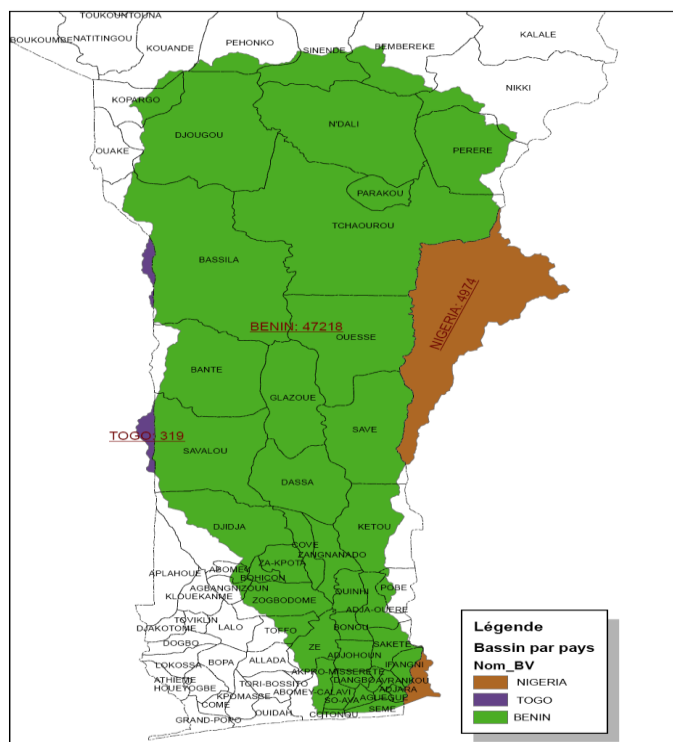 TOUKOUNTOUNA
BOUKOUMBE
NATITINGOU
KOUANDE
PEHONKO
SINENDE
BEMBEREKE
KALALE
NIKKI
KOPARGO
OUAKE
DJOUGOU
N'DALI
PERERE
PARAKOU
TCHAOUROU
BASSILA
BENIN: 47218
NIGERIA: 4974
OUESSE
BANTE
GLAZOUE
SAVE
TOGO: 319
SAVALOU
DASSA
DJIDJA
KETOU
COVE
ZANGNANADO
ZA-KPOTA
APLAHOUE
ABOMEY
BOHICON
AGBANGNIZOUN
KLOUEKANME
ZOGBODOME
OUINHI
POBE
ADJA-OUERE
TOVIKLIN
DJAKOTOME
LALO
TOFFO
BONOU
DOGBO
ZE
SAKETE
ADJOHOUN
IFANGNI
LOKOSSA
BOPA
ALLADA
AKPRO-MISSERETE
ATHIEME
DANGBO
AVRANKOU
HOUEYOGBE
TORI-BOSSITO
ADJARA
KPOMASSE
ABOMEY-CALAVI
AGUEGUE
COME
SO-AVA
OUIDAH
SEME
GRAND-POPO
COTONOU
Légende
Bassin par pays
Nom_BV
NIGERIA
TOGO
BENIN